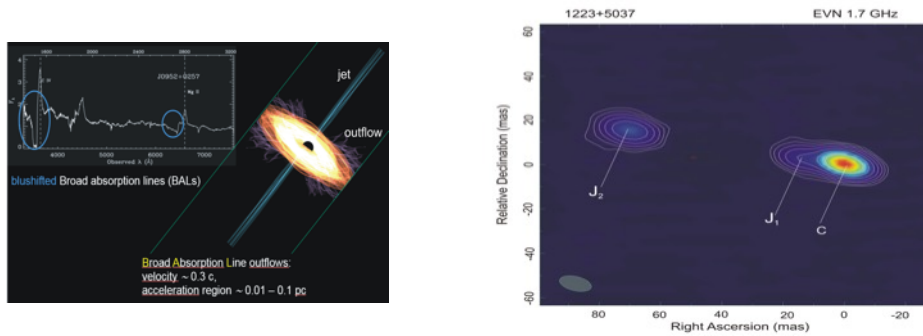 J0952+0257
Mg II
4000
5000
6000
7000
Observed λ (Å)
jet
outflow
blushifted Broad absorption lines (BALs)
Broad Absorption Line outflows:
velocity ~ 0.3 c,
acceleration region ~ 0.01 – 0.1 pc
1223+5037
EVN 1.7 GHz
60
40
20
0
-20
-40
-60
Relative Declination (mas)
J2
J1
C
80
60
40
20
0
-20
Right Ascension (mas)